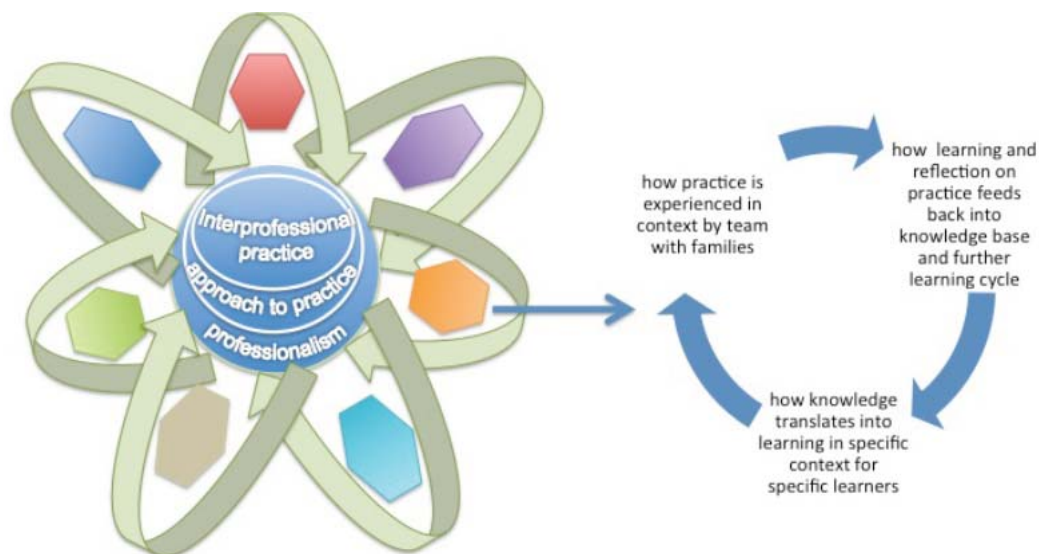 Interprofessional
practice
approach to practice
professionalism
how practice is
experienced in
context by team
with families
how learning and
reflection on
practice feeds
back into
knowledge base
and further
learning cycle
how knowledge
translates into
learning in specific
context for
specific learners